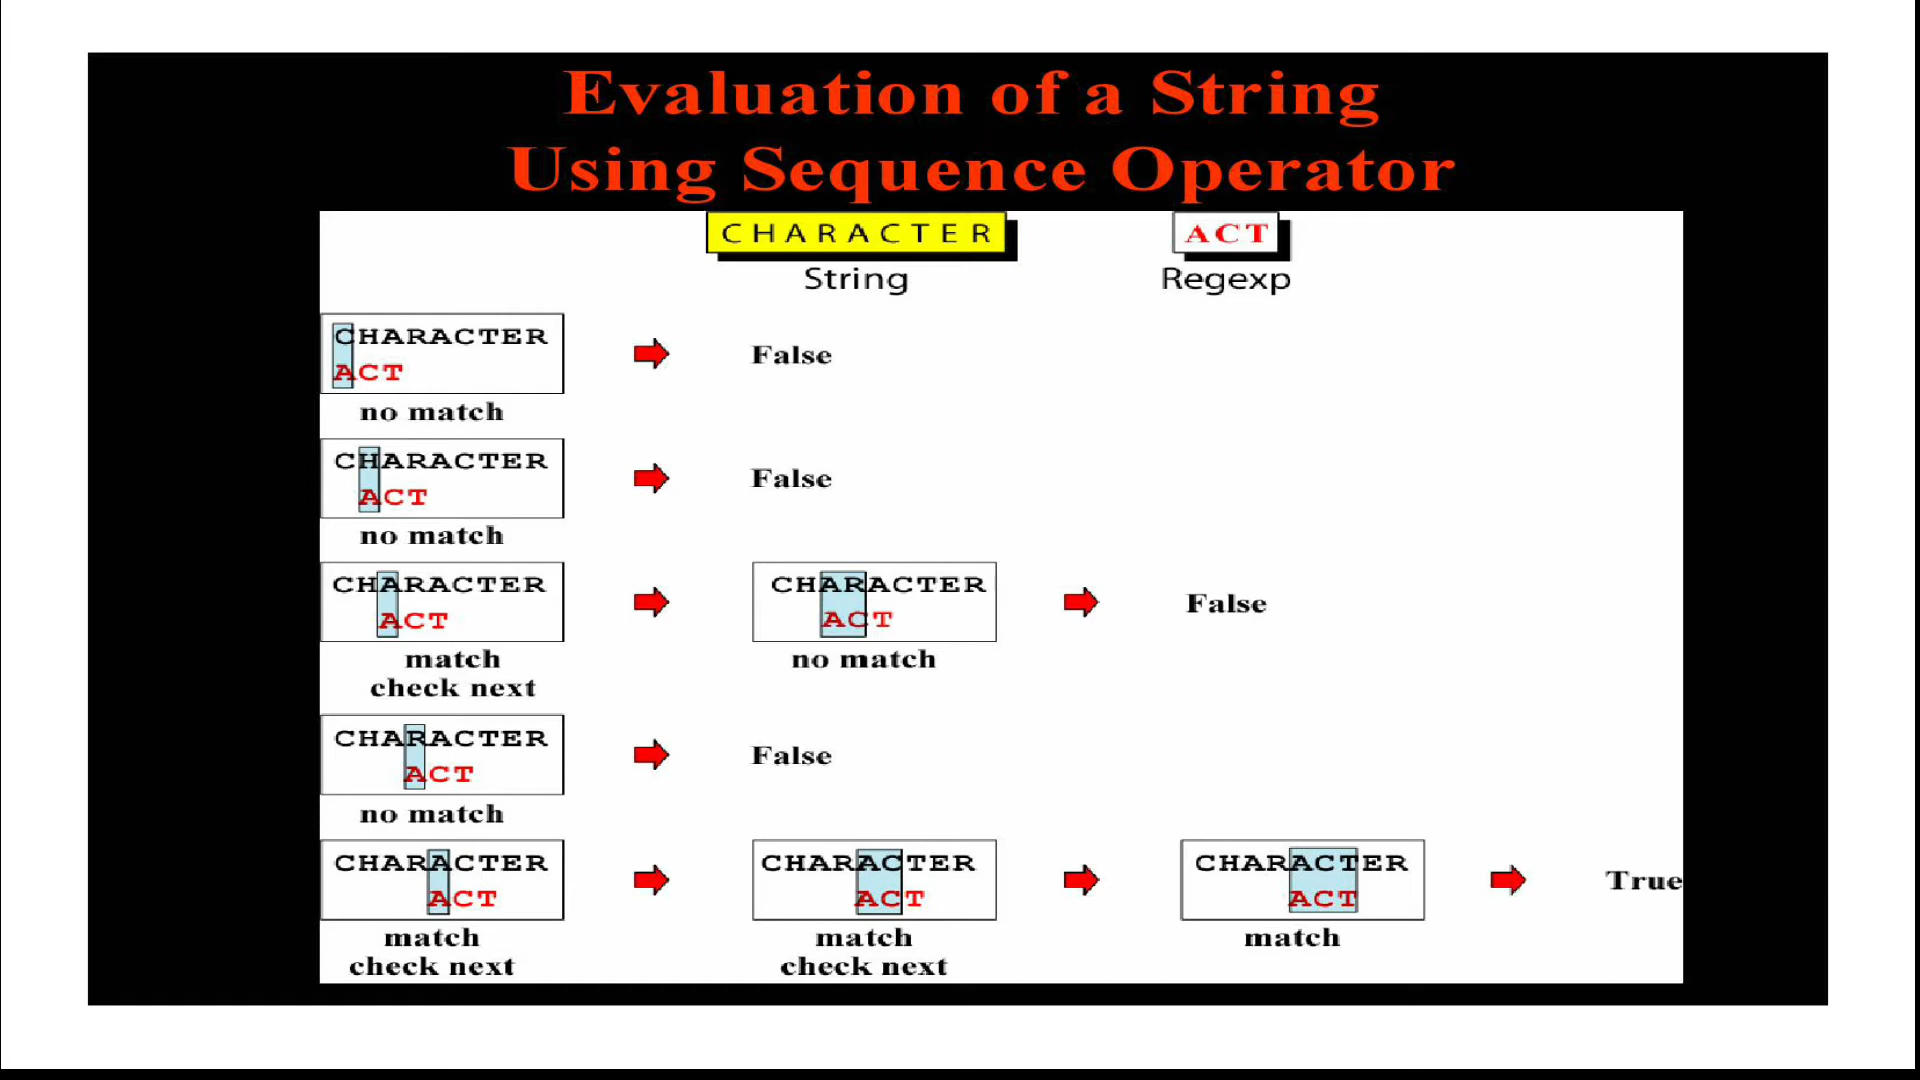 Evaluation of a String
Using Sequence Operator
C H A R A C T E R
A C T
String
Regexp
CHARACTER
ACT
False
no match
CHARACTER
ACT
False
no match
CHARACTER
ACT
match
check next
CHARACTER
ACT
no match
False
CHARACTER
ACT
False
no match
CHARACTER
ACT
match
check next
CHARACTER
ACT
match
check next
CHARACTER
ACT
match
True